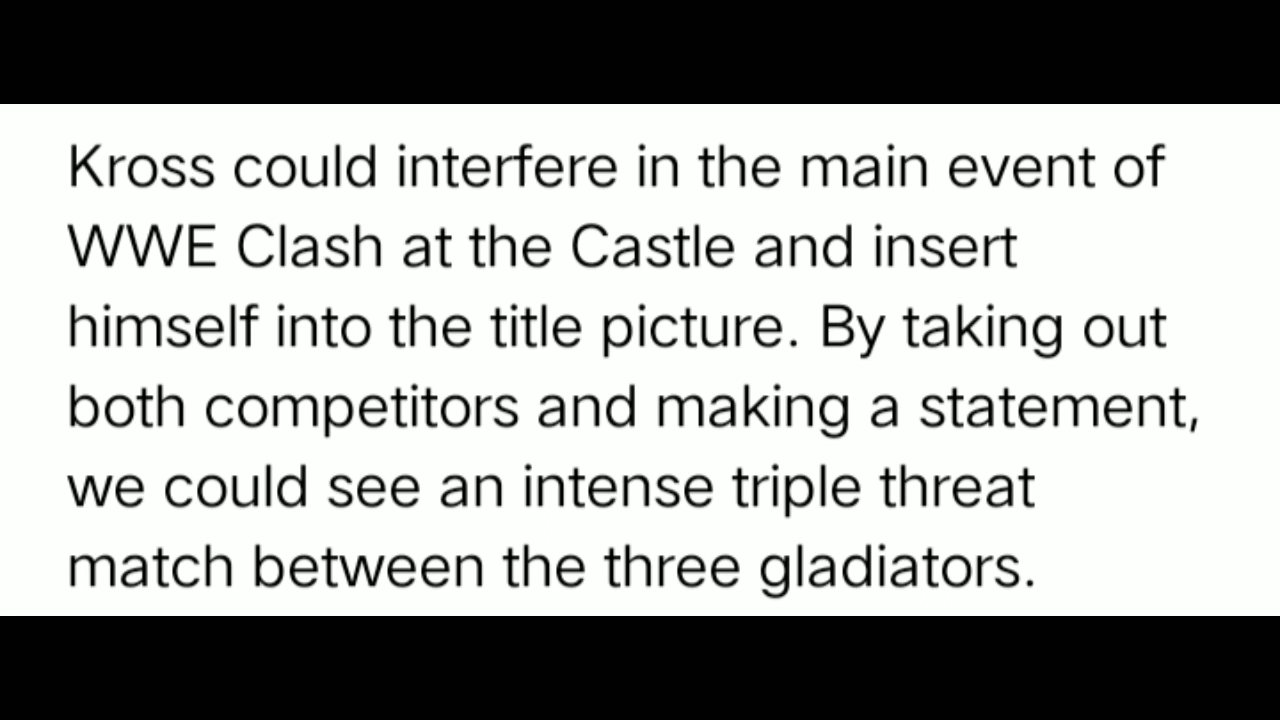 Kross could interfere in the main event of
WWE Clash at the Castle and insert
himself into the title picture. By taking out
both competitors and making a statement,
we could see an intense triple threat
match between the three gladiators.